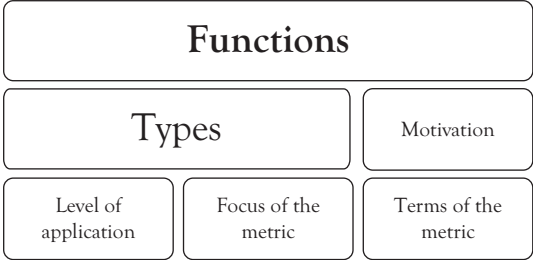 Functions
Types
Motivation
Level of
application
Focus of the
metric
Terms of the
metric